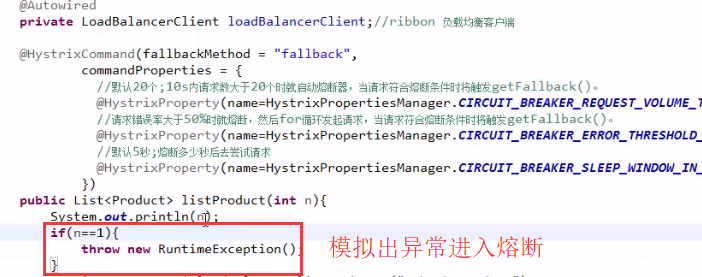 @Autowired
private LoadBalancerClient loadBalancerClient;//ribbon 负载均衡客户端
@HystrixCommand(fallbackMethod = "fallback",
commandProperties = {
//默认20个;10s内请求数大于20个时就启动熔断器，当请求符合熔断条件时将触发getFallback()。
@HystrixProperty(name=HystrixPropertiesManager.CIRCUIT_BREAKER_REQUEST_VOLUME_T
//请求错误率大于50%时就熔断，然后for循环发起请求，当请求符合熔断条件时将触发getFallback()。
@HystrixProperty(name=HystrixPropertiesManager.CIRCUIT_BREAKER_ERROR_THRESHOLD_
//默认5秒;熔断多少秒后去尝试请求
@HystrixProperty(name=HystrixPropertiesManager.CIRCUIT_BREAKER_SLEEP_WINDOW_IN_
})
public List<Product> listProduct(int n){
System.out.println(n);
if(n==1){
throw new RuntimeException();
}
模拟出异常进入熔断